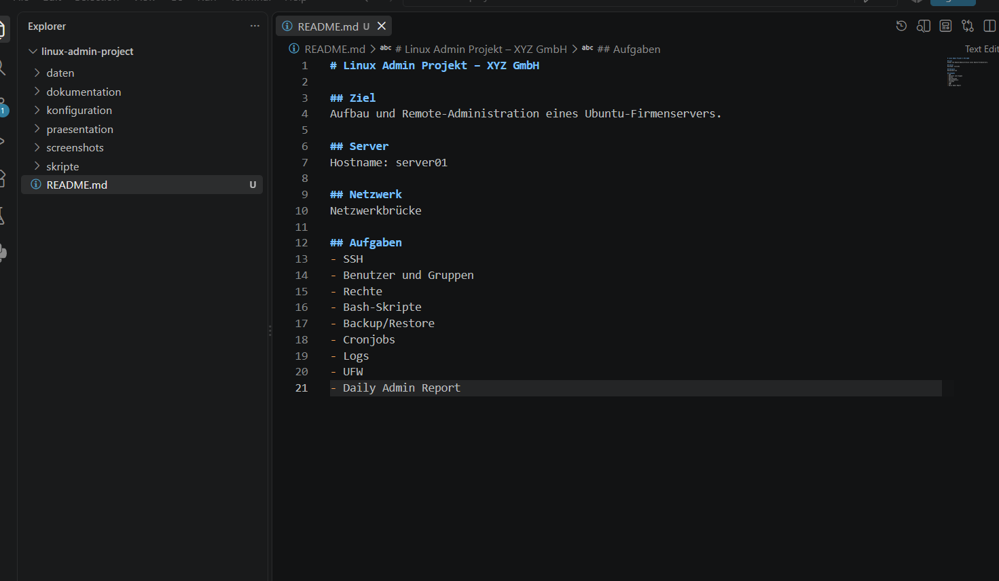 Explorer
linux-admin-project
daten
dokumentation
konfiguration
praesentation
screenshots
skripte
README.md U
1
README.md U
README.md > abc # Linux Admin Projekt – XYZ GmbH > abc ## Aufgaben
Text Edit
1 # Linux Admin Projekt – XYZ GmbH
2
3 ## Ziel
4 Aufbau und Remote-Administration eines Ubuntu-Firmenservers.
5
6 ## Server
7 Hostname: server01
8
9 ## Netzwerk
10 Netzwerkbrücke
11
12 ## Aufgaben
13 - SSH
14 - Benutzer und Gruppen
15 - Rechte
16 - Bash-Skripte
17 - Backup/Restore
18 - Cronjobs
19 - Logs
20 - UFW
21 - Daily Admin Report